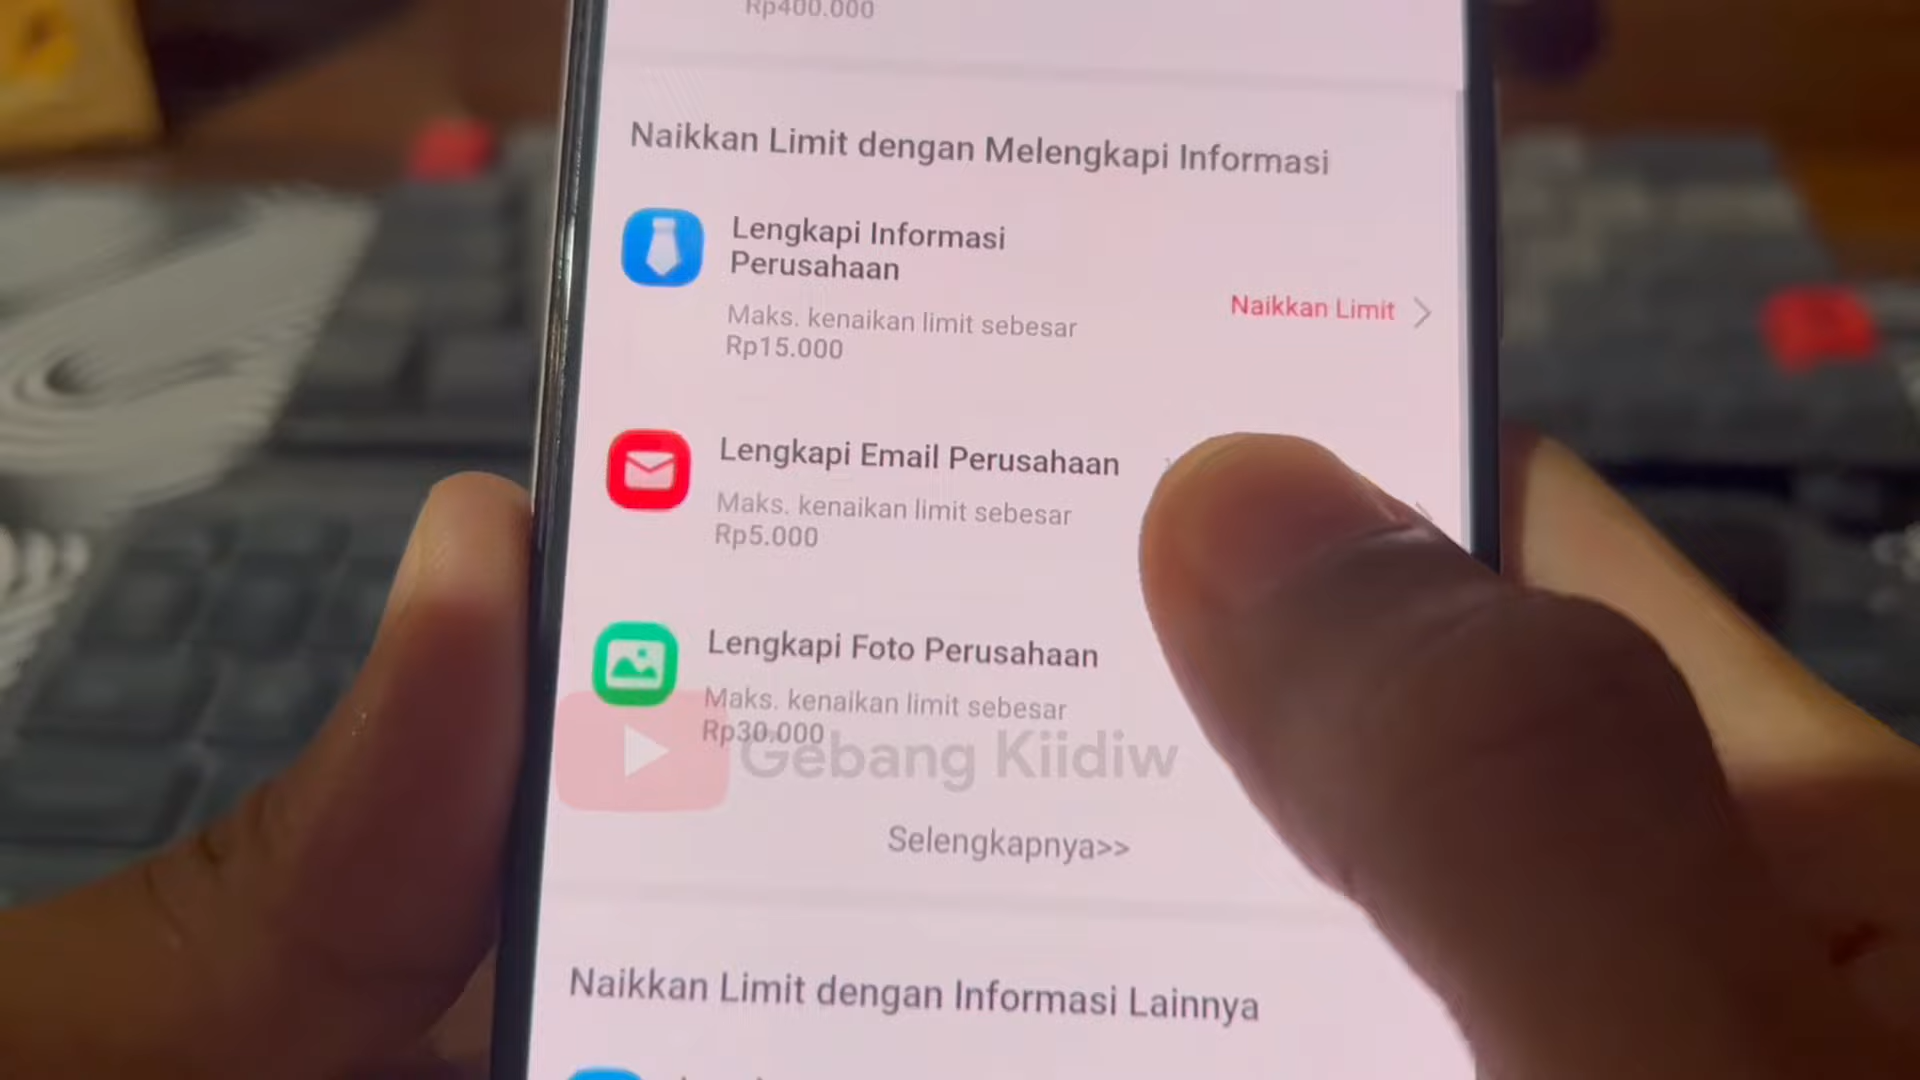 Rp400.000
Naikkan Limit dengan Melengkapi Informasi
Lengkapi Informasi
Perusahaan
Maks. kenaikan limit sebesar
Rp15.000
Naikkan Limit
Lengkapi Email Perusahaan
Maks. kenaikan limit sebesar
Rp5.000
Lengkapi Foto Perusahaan
Maks. kenaikan limit sebesar
Rp30.000
Gebang Kiidiw
Selengkapnya>>
Naikkan Limit dengan Informasi Lainnya